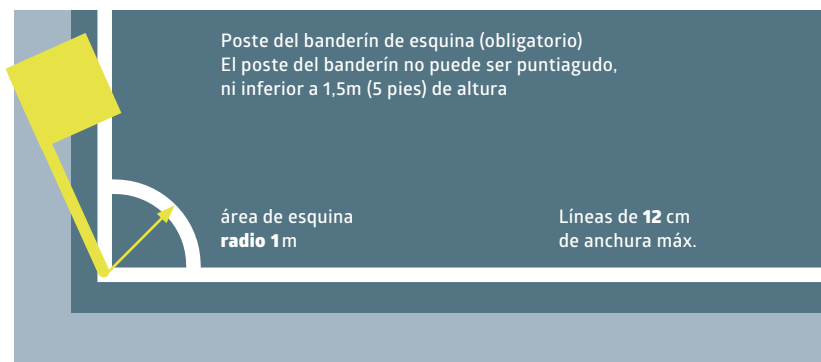 Poste del banderín de esquina (obligatorio)
El poste del banderín no puede ser puntiagudo,
ni inferior a 1,5m (5 pies) de altura
área de esquina
radio 1 m
Líneas de 12 cm
de anchura máx.